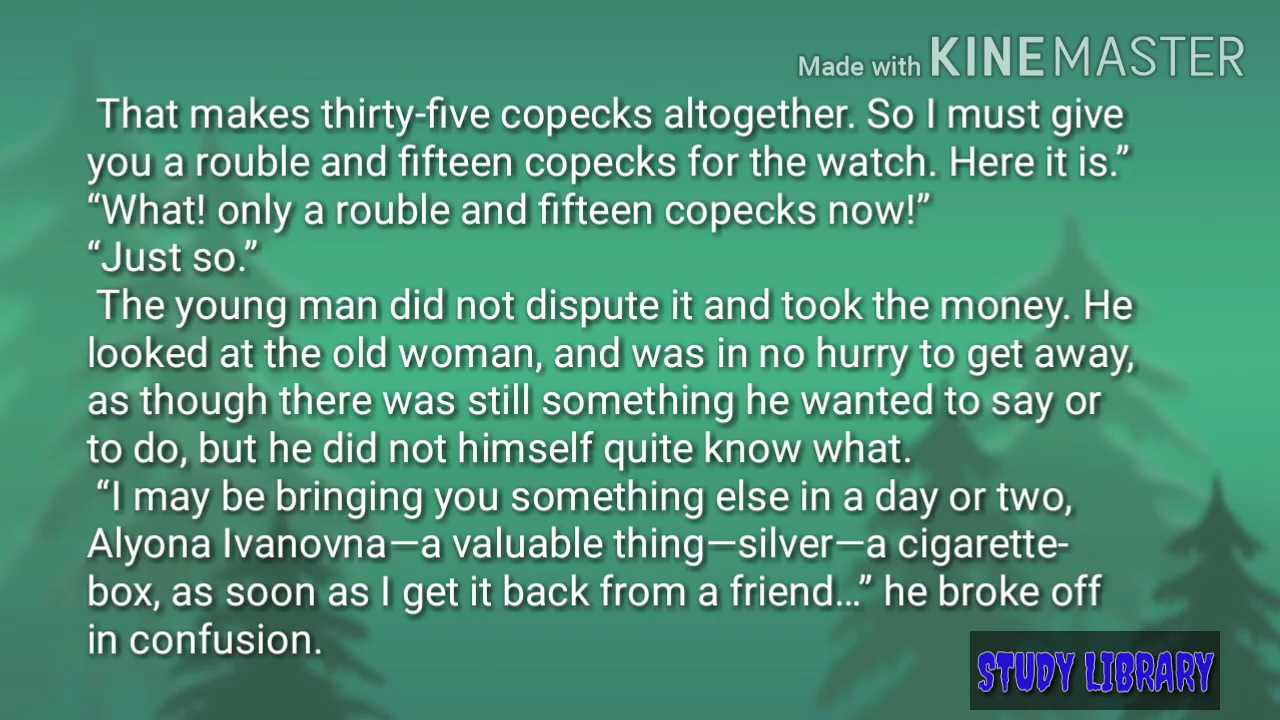 Made with KINEMASTER
That makes thirty-five copecks altogether. So I must give
you a rouble and fifteen copecks for the watch. Here it is.”
“What! only a rouble and fifteen copecks now!”
“Just so.”
The young man did not dispute it and took the money. He
looked at the old woman, and was in no hurry to get away,
as though there was still something he wanted to say or
to do, but he did not himself quite know what.
“I may be bringing you something else in a day or two,
Alyona Ivanovna—a valuable thing—silver—a cigarette-
box, as soon as I get it back from a friend...” he broke off
in confusion.
STUDY LIBRARY